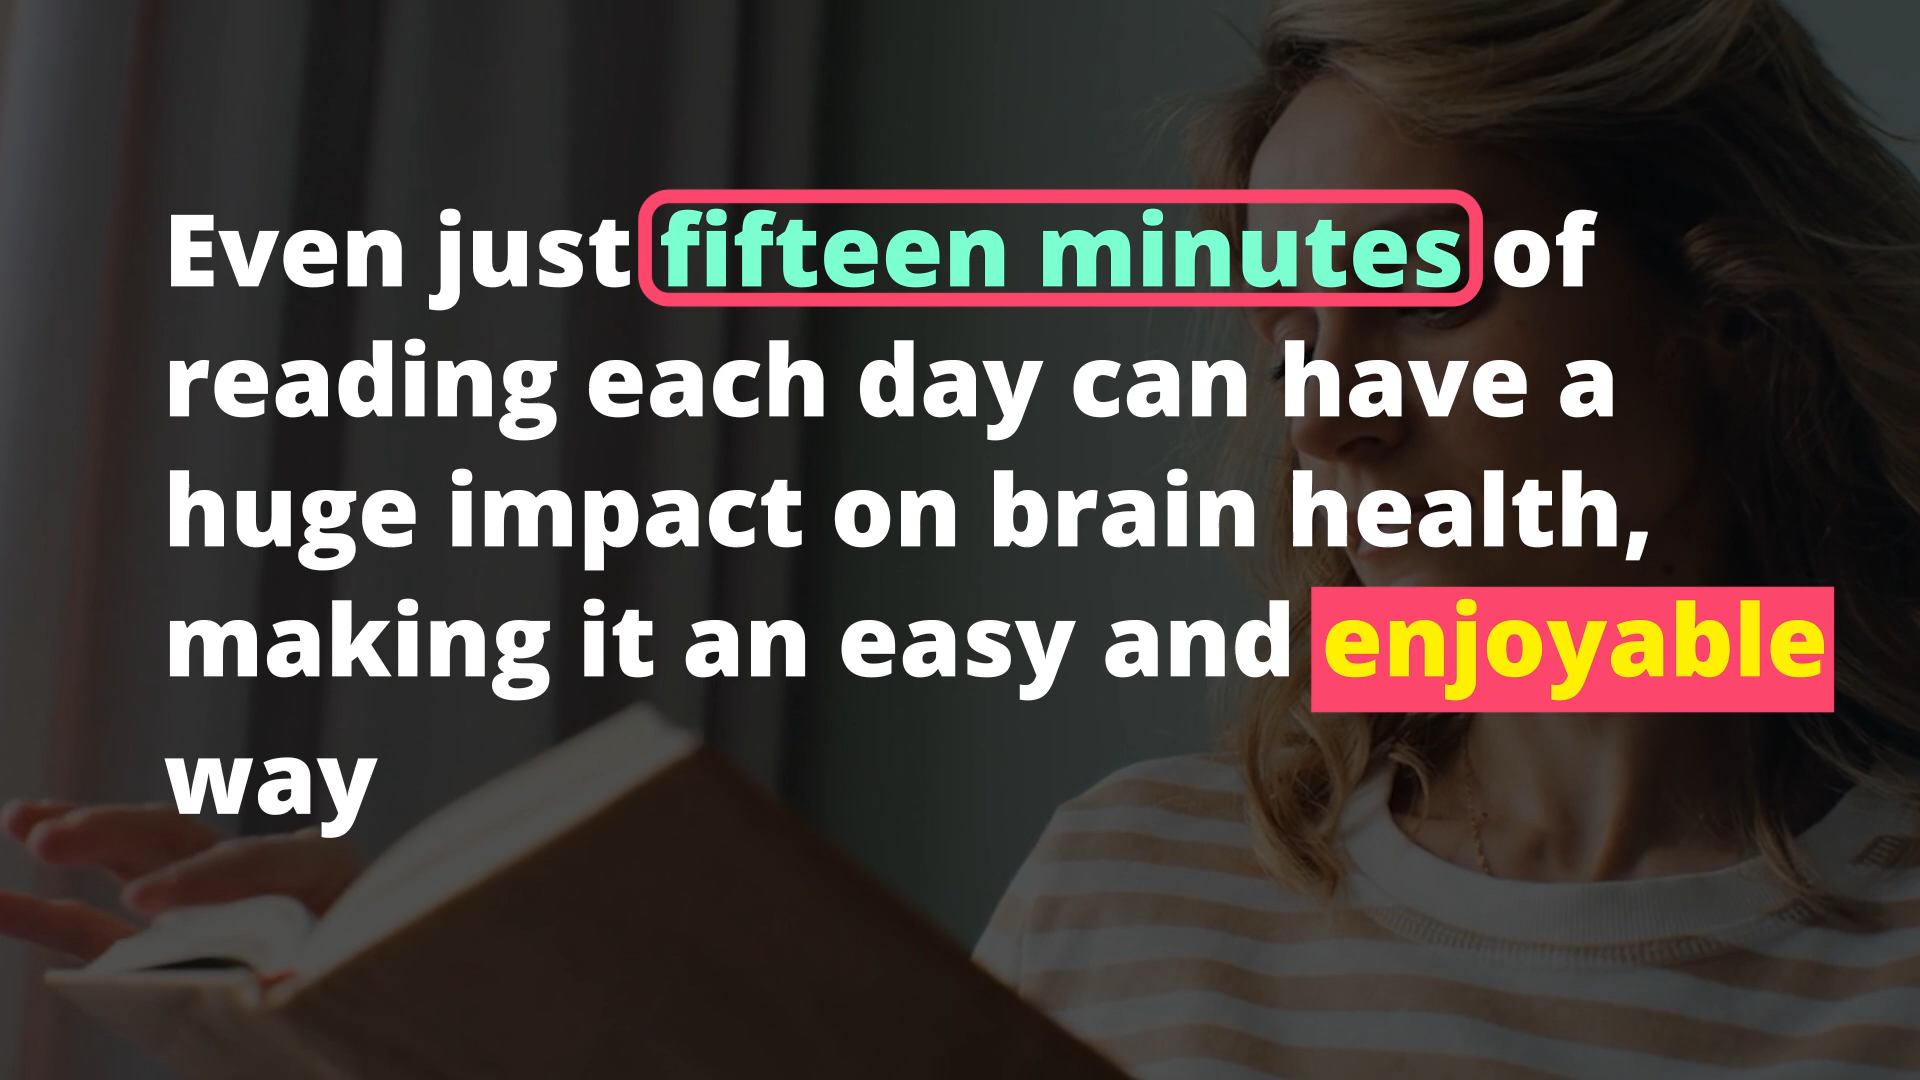 Even just fifteen minutes of
reading each day can have a
huge impact on brain health,
making it an easy and enjoyable
way